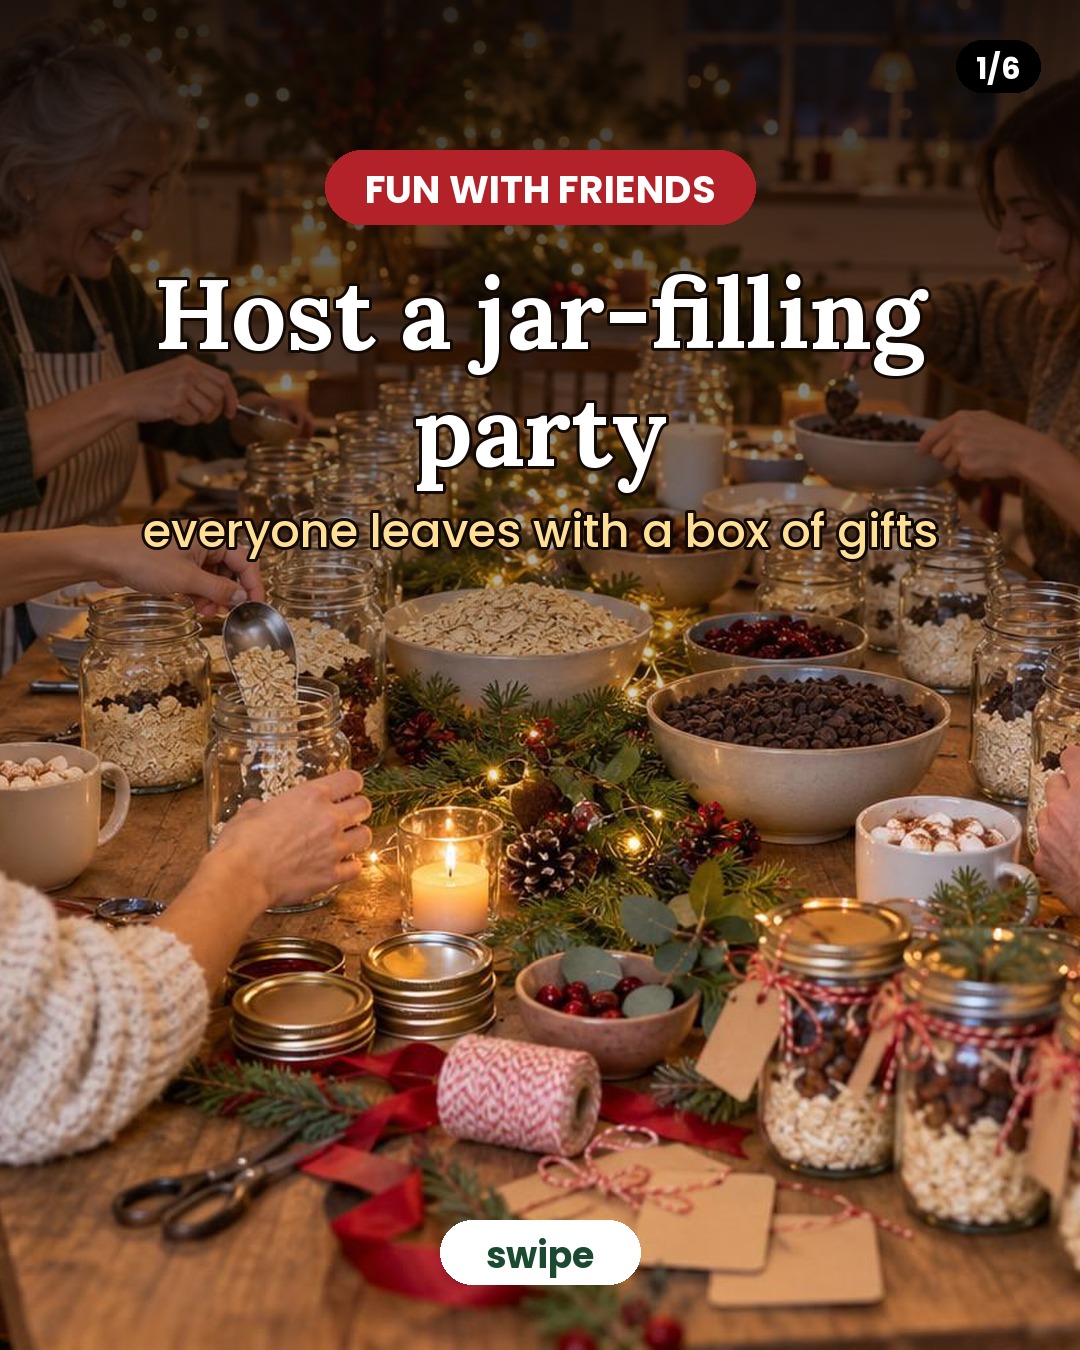 1/6
FUN WITH FRIENDS
Host a jar-filling
party
everyone leaves with a box of gifts
swipe